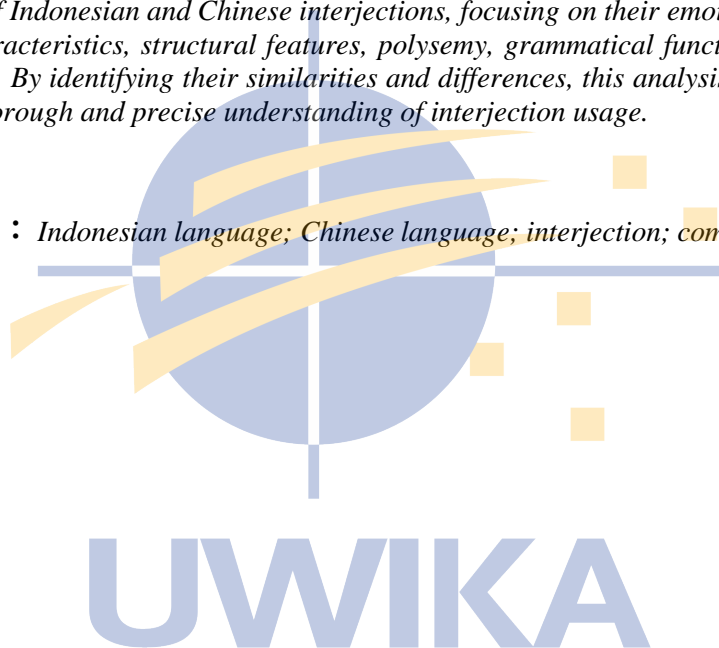 f Indonesian and Chinese interjections, focusing on their emo
racteristics, structural features, polysemy, grammatical funct
By identifying their similarities and differences, this analysis
orough and precise understanding of interjection usage.
: Indonesian language; Chinese language; interjection; com
UWIKA